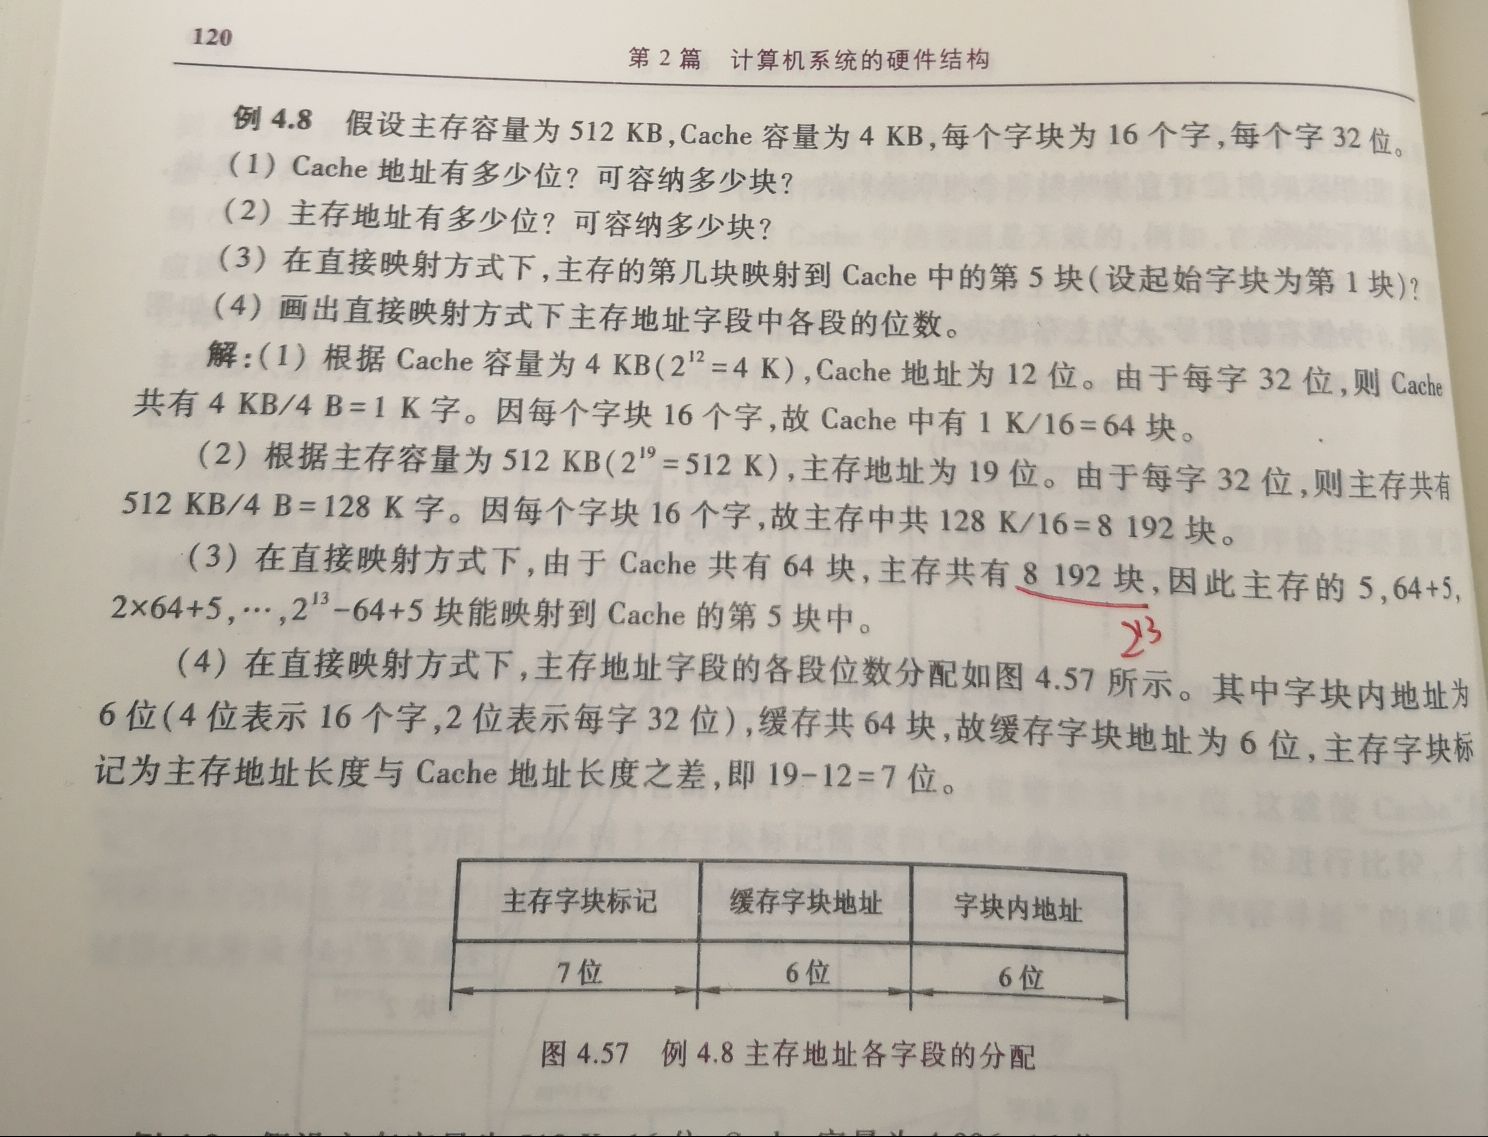 120
第 2 篇 计算机系统的硬件结构
例 4.8 假设主存容量为 512 KB,Cache 容量为 4 KB,每个字块为 16 个字,每个字 32 位。
(1) Cache 地址有多少位? 可容纳多少块?
(2) 主存地址有多少位? 可容纳多少块?
(3) 在直接映射方式下,主存的第几块映射到 Cache 中的第 5 块(设起始字块为第 1 块)?
(4) 画出直接映射方式下主存地址字段中各段的位数。
解:(1) 根据 Cache 容量为 4 KB(2¹²=4 K),Cache 地址为 12 位。由于每字 32 位,则 Cache
共有 4 KB/4 B=1 K 字。因每个字块 16 个字,故 Cache 中有 1 K/16=64 块。
(2) 根据主存容量为 512 KB(2¹⁹=512 K),主存地址为 19 位。由于每字 32 位,则主存共有
512 KB/4 B=128 K 字。因每个字块 16 个字,故主存中共 128 K/16=8 192 块。
(3) 在直接映射方式下,由于 Cache 共有 64 块,主存共有 8 192 块,因此主存的 5,64+5,
2×64+5,…,2¹³-64+5 块能映射到 Cache 的第 5 块中。
2¹³
(4) 在直接映射方式下,主存地址字段的各段位数分配如图 4.57 所示。其中字块内地址为
6 位(4 位表示 16 个字,2 位表示每字 32 位),缓存共 64 块,故缓存字块地址为 6 位,主存字块标
记为主存地址长度与 Cache 地址长度之差,即 19-12=7 位。
主存字块标记 缓存字块地址 字块内地址
7 位 6 位 6 位
图 4.57 例 4.8 主存地址各字段的分配